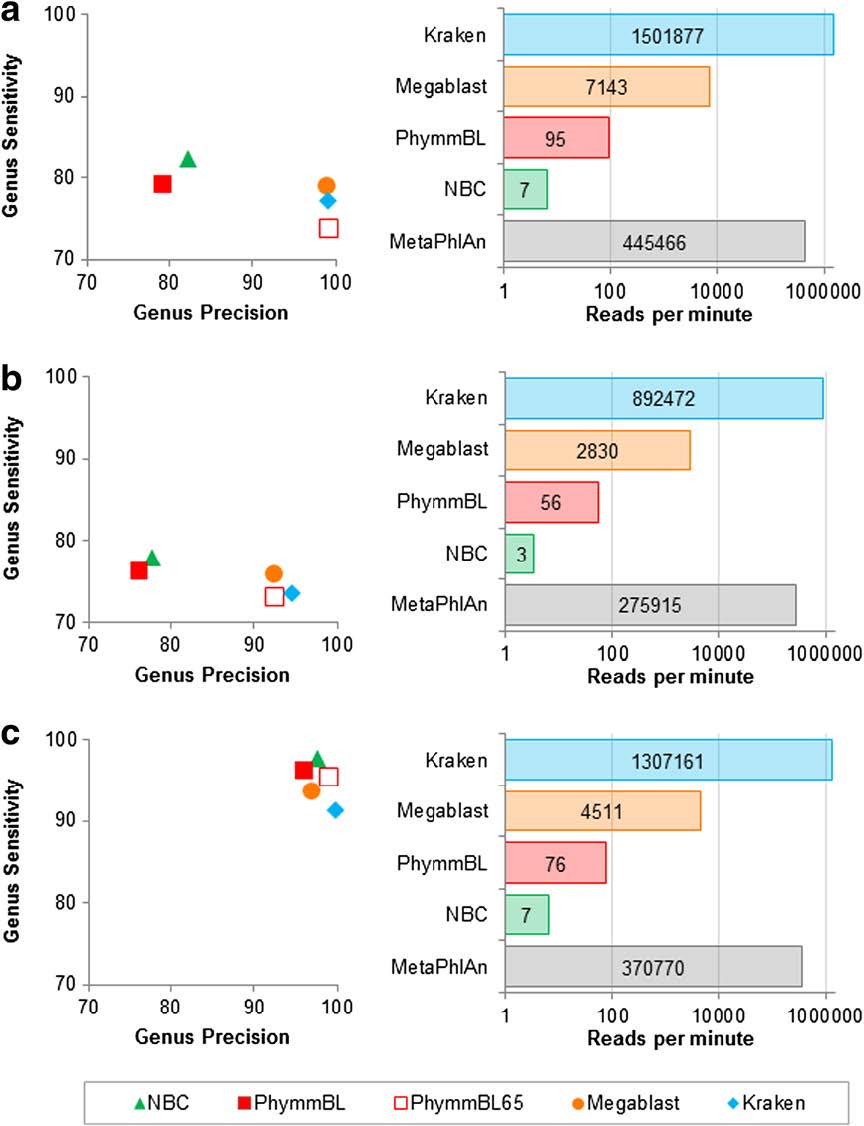 a
100
90
80
70
70 80 90 100
Genus Sensitivity
Genus Precision
Kraken 1501877
Megablast 7143
PhymmBL 95
NBC 7
MetaPhlAn 445466
1 100 10000 1000000
Reads per minute
b
100
90
80
70
70 80 90 100
Genus Sensitivity
Genus Precision
Kraken 892472
Megablast 2830
PhymmBL 56
NBC 3
MetaPhlAn 275915
1 100 10000 1000000
Reads per minute
c
100
90
80
70
70 80 90 100
Genus Sensitivity
Genus Precision
Kraken 1307161
Megablast 4511
PhymmBL 76
NBC 7
MetaPhlAn 370770
1 100 10000 1000000
Reads per minute
NBC PhymmBL PhymmBL65 Megablast Kraken